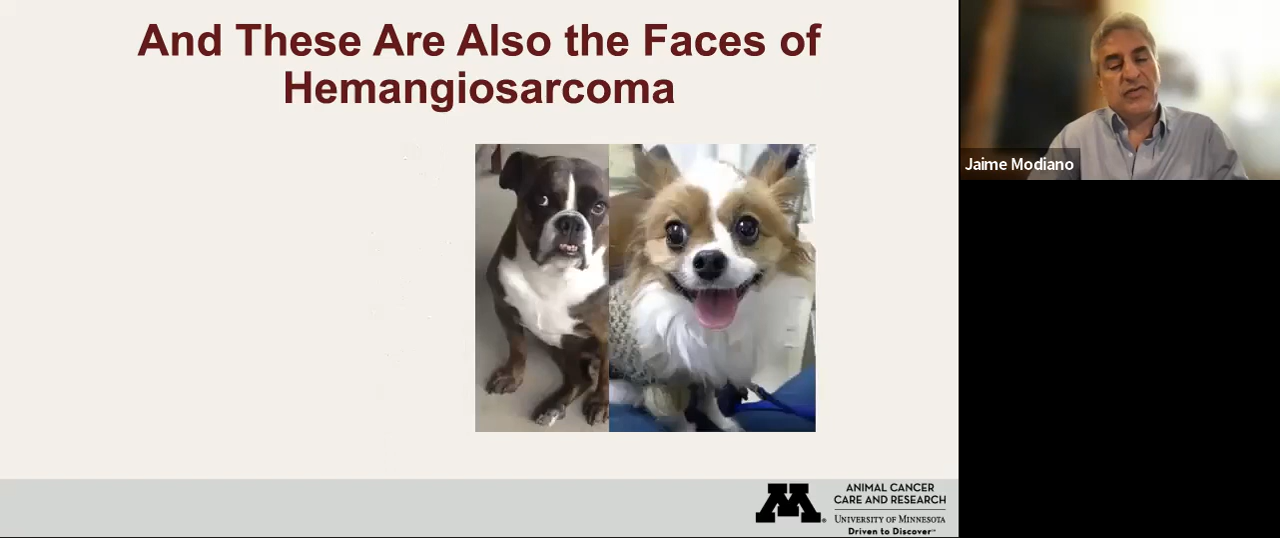 And These Are Also the Faces of
Hemangiosarcoma
Jaime Modiano
M
ANIMAL CANCER
CARE AND RESEARCH
UNIVERSITY OF MINNESOTA
Driven to Discover℠